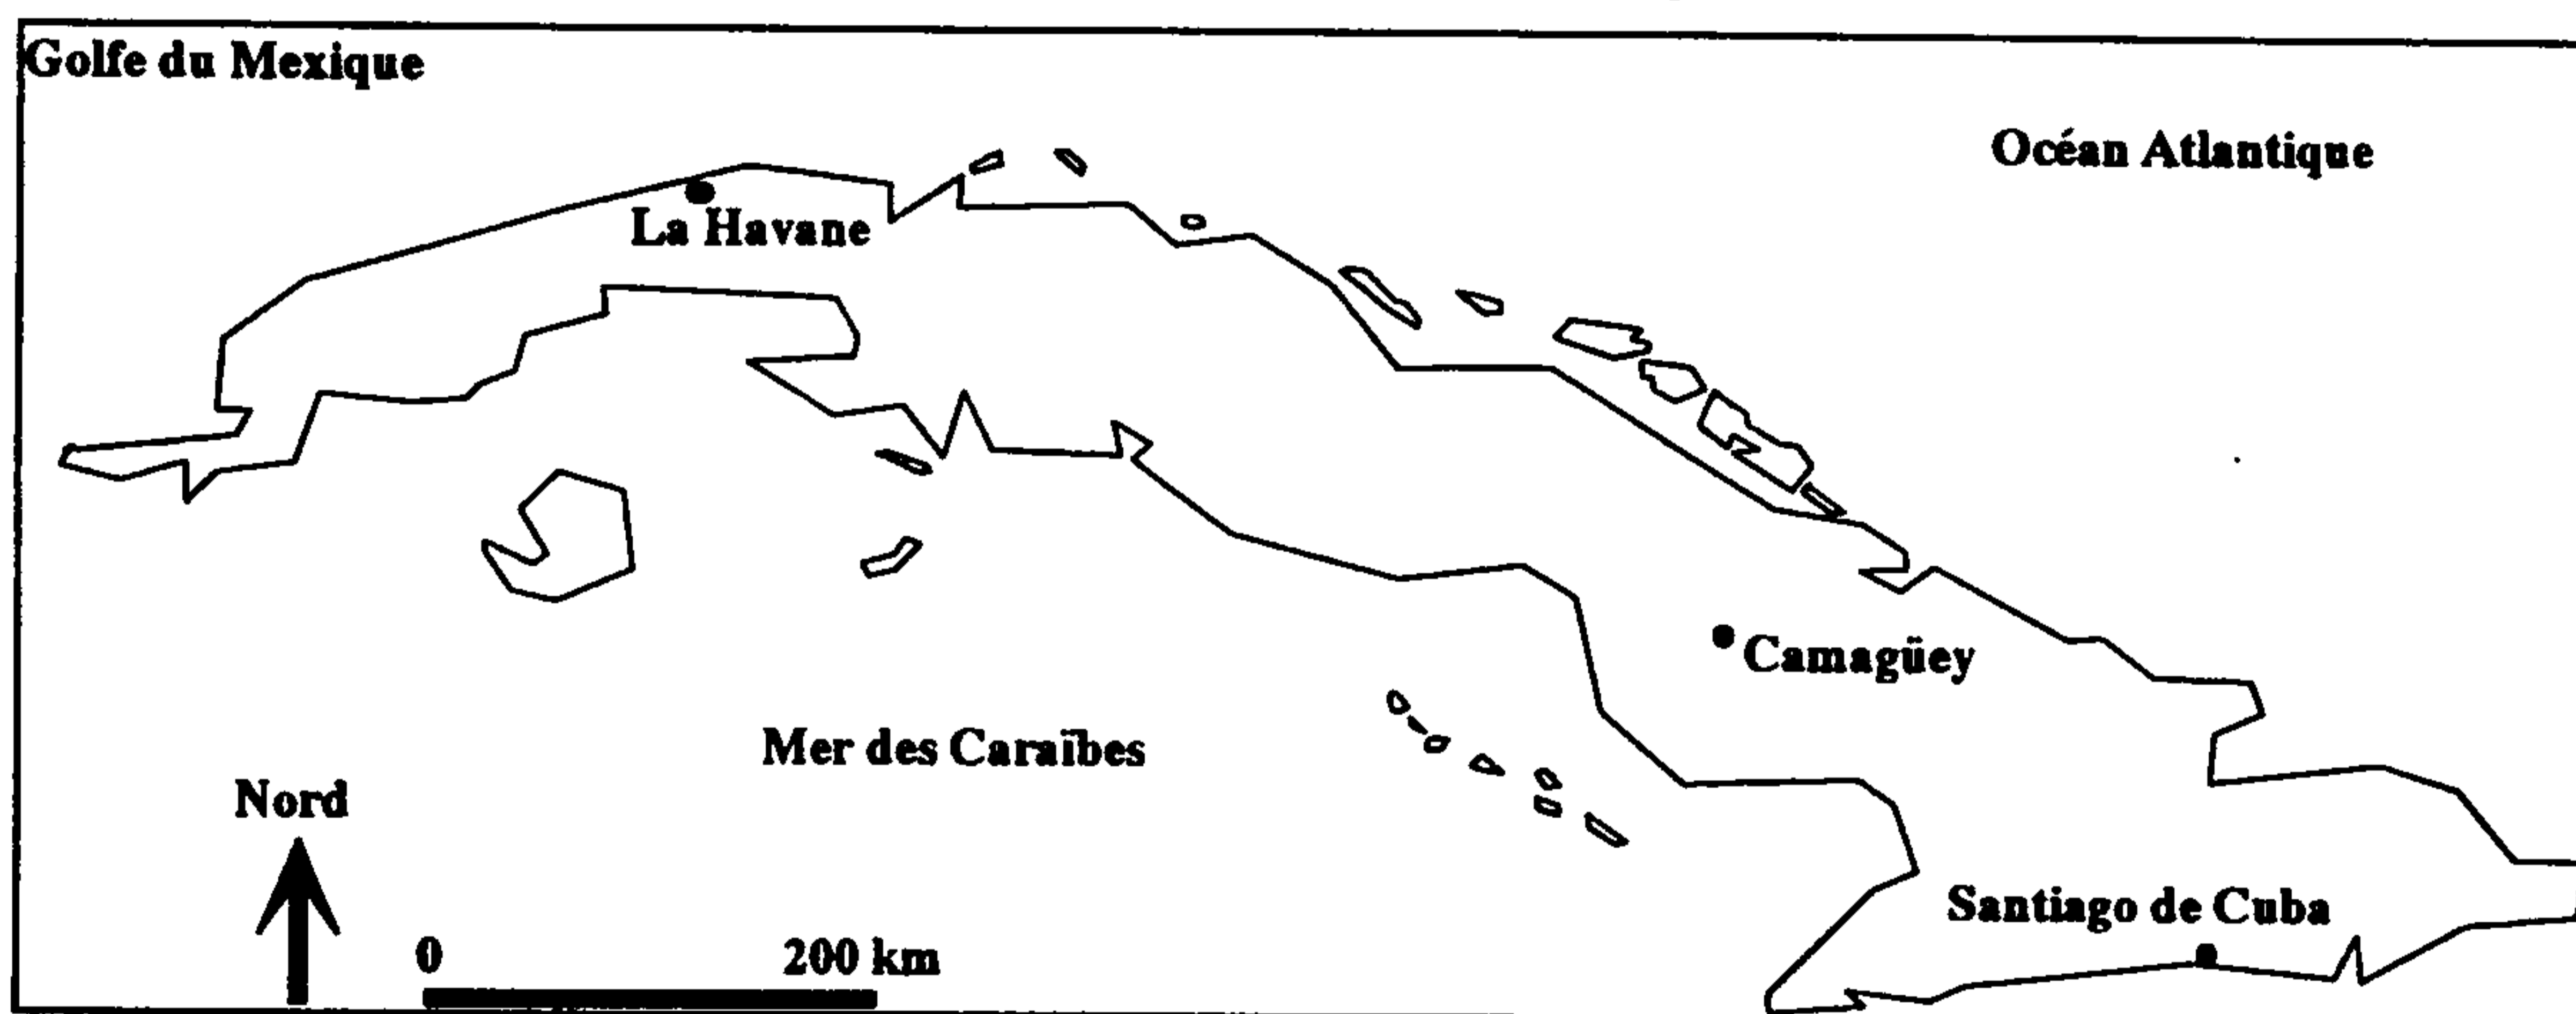 Golfe du Mexique
Océan Atlantique
La Havane
Camagüey
Mer des Caraïbes
Nord
Santiago de Cuba
0
200 km